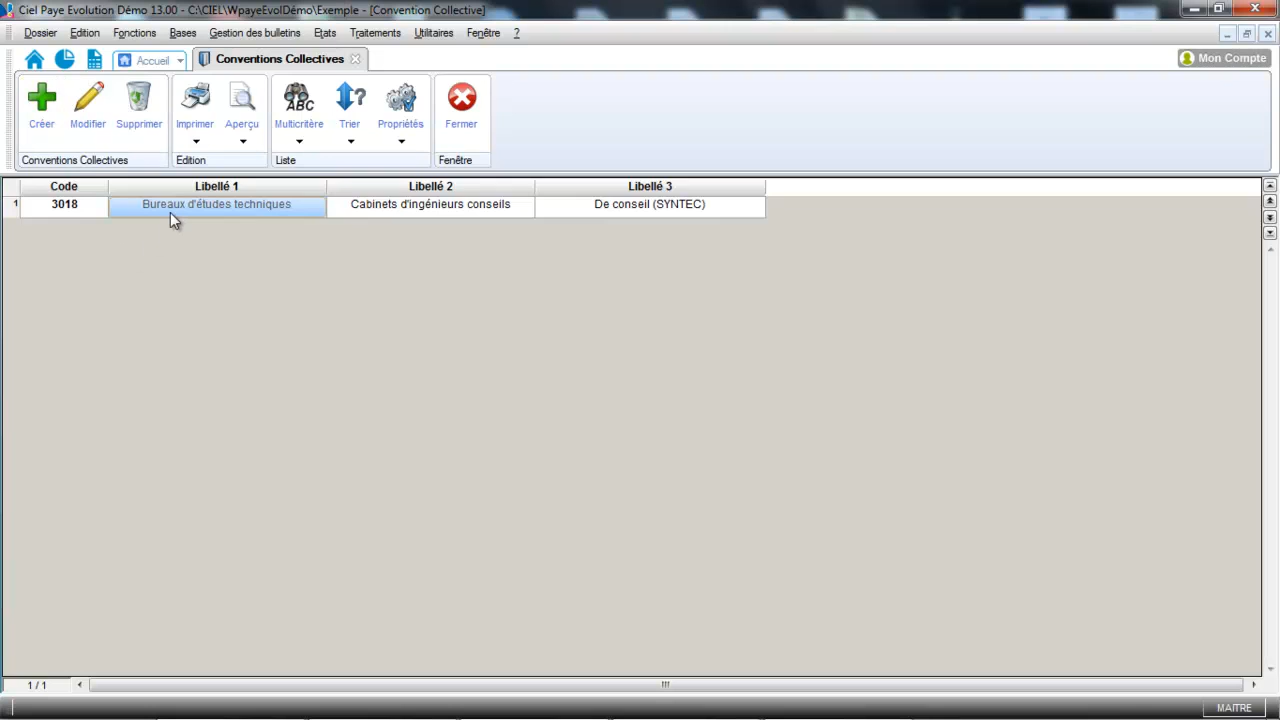 Ciel Paye Evolution Démo 13.00 - C:\CIEL\WpayeEvolDémo\Exemple - [Convention Collective]
Dossier Edition Fonctions Bases Gestion des bulletins Etats Traitements Utilitaires Fenêtre ?
Accueil Conventions Collectives Mon Compte
ABC ?
Créer Modifier Supprimer Imprimer Aperçu Multicritère Trier Propriétés Fermer
Conventions Collectives Edition Liste Fenêtre
Code Libellé 1 Libellé 2 Libellé 3
1 3018 Bureaux d'études techniques Cabinets d'ingénieurs conseils De conseil (SYNTEC)
1 / 1
MAITRE